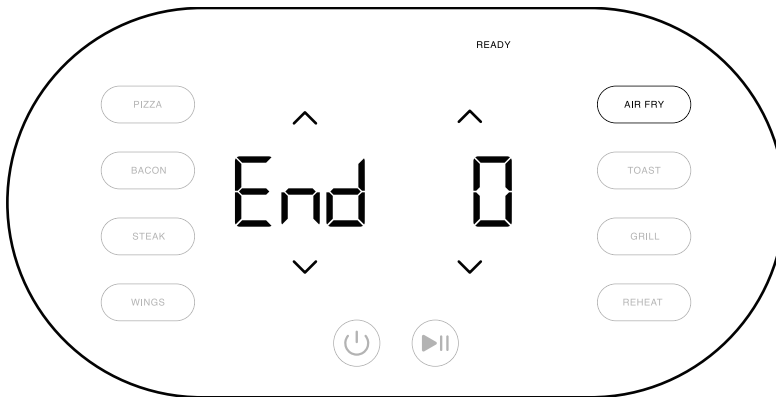 READY
PIZZA
AIR FRY
BACON
TOAST
End 0
STEAK
GRILL
WINGS
REHEAT